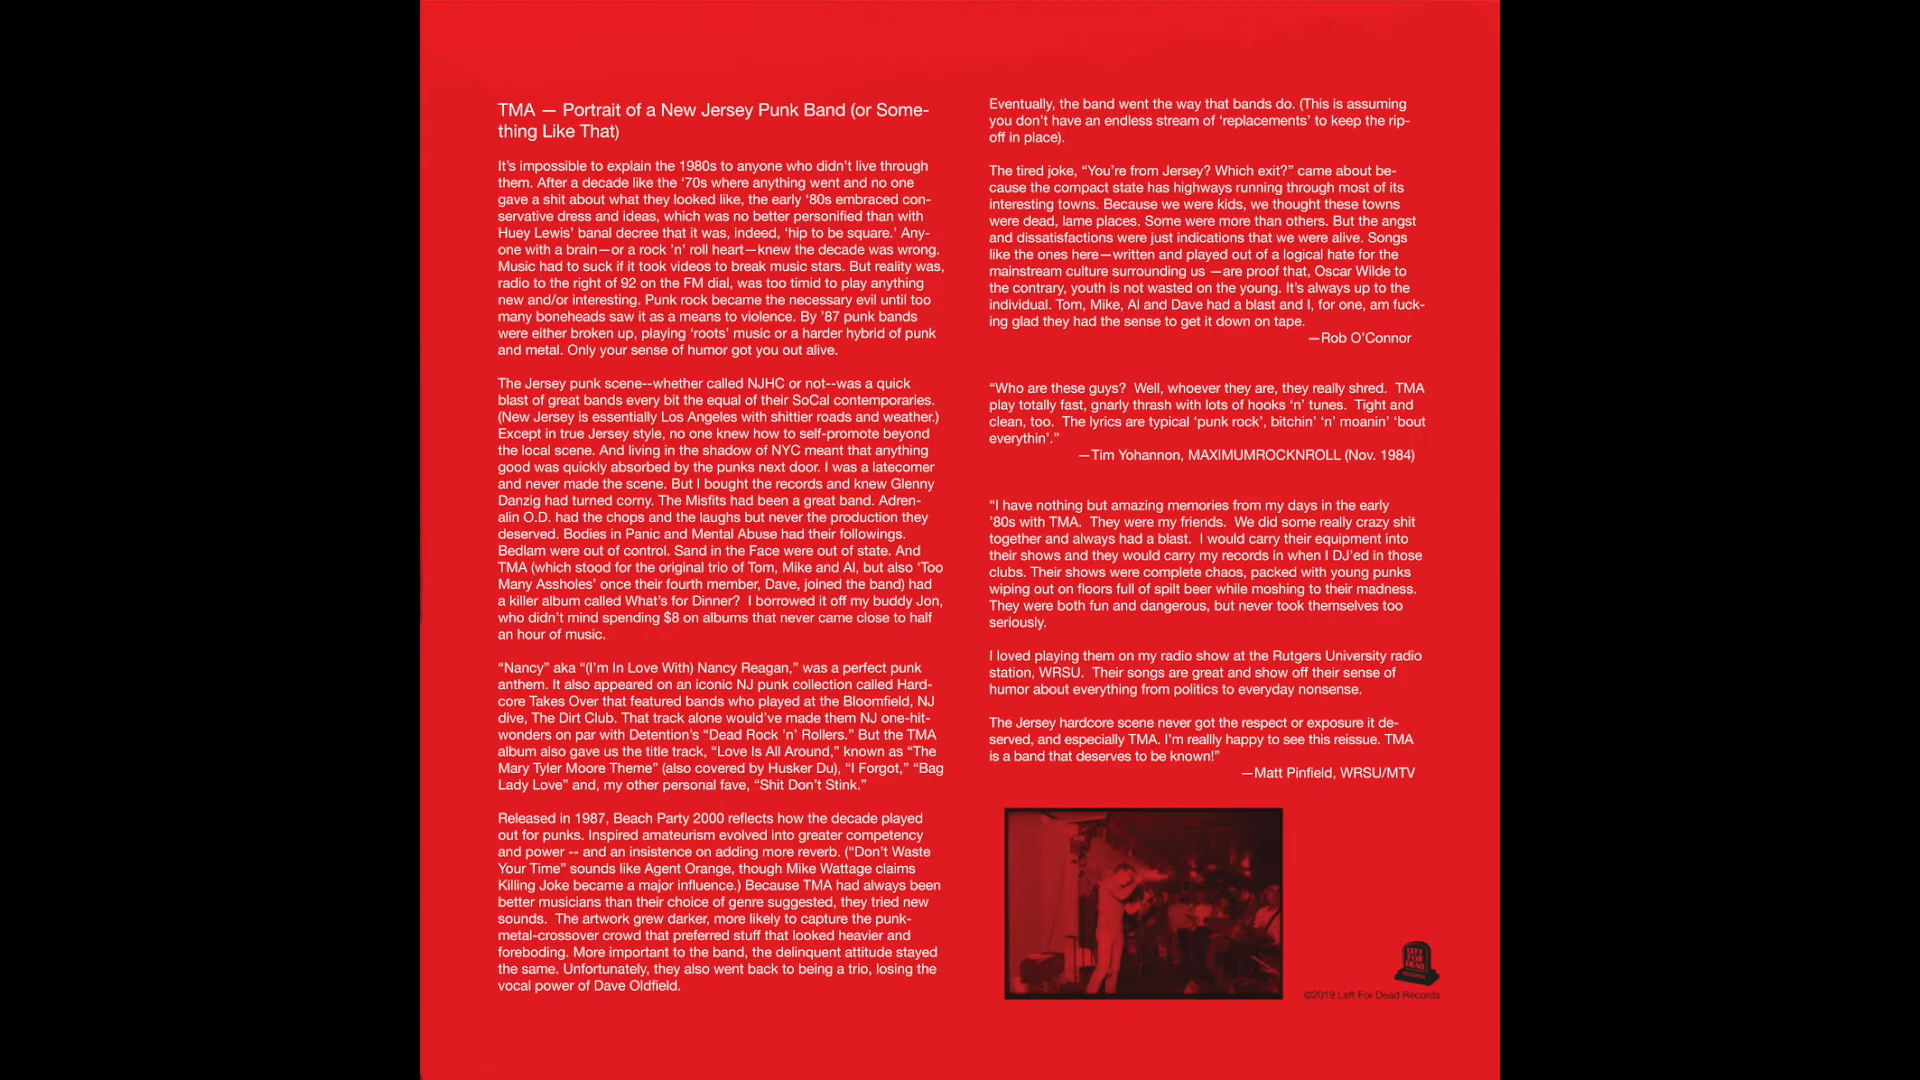 TMA — Portrait of a New Jersey Punk Band (or Some-
thing Like That)
It's impossible to explain the 1980s to anyone who didn't live through
them. After a decade like the '70s where anything went and no one
gave a shit about what they looked like, the early ‘80s embraced con-
servative dress and ideas, which was no better personified than with
Huey Lewis’ banal decree that it was, indeed, ‘hip to be square.’ Any-
one with a brain—or a rock ’n’ roll heart—knew the decade was wrong.
Music had to suck if it took videos to break music stars. But reality was,
radio to the right of 92 on the FM dial, was too timid to play anything
new and/or interesting. Punk rock became the necessary evil until too
many boneheads saw it as a means to violence. By ’87 punk bands
were either broken up, playing ‘roots’ music or a harder hybrid of punk
and metal. Only your sense of humor got you out alive.
The Jersey punk scene--whether called NJHC or not--was a quick
blast of great bands every bit the equal of their SoCal contemporaries.
(New Jersey is essentially Los Angeles with shittier roads and weather.)
Except in true Jersey style, no one knew how to self-promote beyond
the local scene. And living in the shadow of NYC meant that anything
good was quickly absorbed by the punks next door. I was a latecomer
and never made the scene. But I bought the records and knew Glenny
Danzig had turned corny. The Misfits had been a great band. Adren-
alin O.D. had the chops and the laughs but never the production they
deserved. Bodies in Panic and Mental Abuse had their followings.
Bedlam were out of control. Sand in the Face were out of state. And
TMA (which stood for the original trio of Tom, Mike and Al, but also ‘Too
Many Assholes’ once their fourth member, Dave, joined the band) had
a killer album called What’s for Dinner?  I borrowed it off my buddy Jon,
who didn’t mind spending $8 on albums that never came close to half
an hour of music.
“Nancy” aka “(I’m In Love With) Nancy Reagan,” was a perfect punk
anthem. It also appeared on an iconic NJ punk collection called Hard-
core Takes Over that featured bands who played at the Bloomfield, NJ
dive, The Dirt Club. That track alone would’ve made them NJ one-hit-
wonders on par with Detention’s “Dead Rock ’n’ Rollers.” But the TMA
album also gave us the title track, “Love Is All Around,” known as “The
Mary Tyler Moore Theme” (also covered by Husker Du), “I Forgot,” “Bag
Lady Love” and, my other personal fave, “Shit Don’t Stink.”
Released in 1987, Beach Party 2000 reflects how the decade played
out for punks. Inspired amateurism evolved into greater competency
and power -- and an insistence on adding more reverb. (“Don’t Waste
Your Time” sounds like Agent Orange, though Mike Wattage claims
Killing Joke became a major influence.) Because TMA had always been
better musicians than their choice of genre suggested, they tried new
sounds.  The artwork grew darker, more likely to capture the punk-
metal-crossover crowd that preferred stuff that looked heavier and
foreboding. More important to the band, the delinquent attitude stayed
the same. Unfortunately, they also went back to being a trio, losing the
vocal power of Dave Oldfield.
Eventually, the band went the way that bands do. (This is assuming
you don’t have an endless stream of ‘replacements’ to keep the rip-
off in place).
The tired joke, “You’re from Jersey? Which exit?” came about be-
cause the compact state has highways running through most of its
interesting towns. Because we were kids, we thought these towns
were dead, lame places. Some were more than others. But the angst
and dissatisfactions were just indications that we were alive. Songs
like the ones here—written and played out of a logical hate for the
mainstream culture surrounding us —are proof that, Oscar Wilde to
the contrary, youth is not wasted on the young. It’s always up to the
individual. Tom, Mike, Al and Dave had a blast and I, for one, am fuck-
ing glad they had the sense to get it down on tape.
—Rob O’Connor
“Who are these guys?  Well, whoever they are, they really shred.  TMA
play totally fast, gnarly thrash with lots of hooks ‘n’ tunes.  Tight and
clean, too.  The lyrics are typical ‘punk rock’, bitchin’ ‘n’ moanin’ ‘bout
everythin’.”
—Tim Yohannon, MAXIMUMROCKNROLL (Nov. 1984)
“I have nothing but amazing memories from my days in the early
’80s with TMA.  They were my friends.  We did some really crazy shit
together and always had a blast.  I would carry their equipment into
their shows and they would carry my records in when I DJ’ed in those
clubs. Their shows were complete chaos, packed with young punks
wiping out on floors full of spilt beer while moshing to their madness.
They were both fun and dangerous, but never took themselves too
seriously.
I loved playing them on my radio show at the Rutgers University radio
station, WRSU.  Their songs are great and show off their sense of
humor about everything from politics to everyday nonsense.
The Jersey hardcore scene never got the respect or exposure it de-
served, and especially TMA. I’m reallly happy to see this reissue. TMA
is a band that deserves to be known!”
—Matt Pinfield, WRSU/MTV
LEFT
FOR
DEAD
©2019 Left For Dead Records